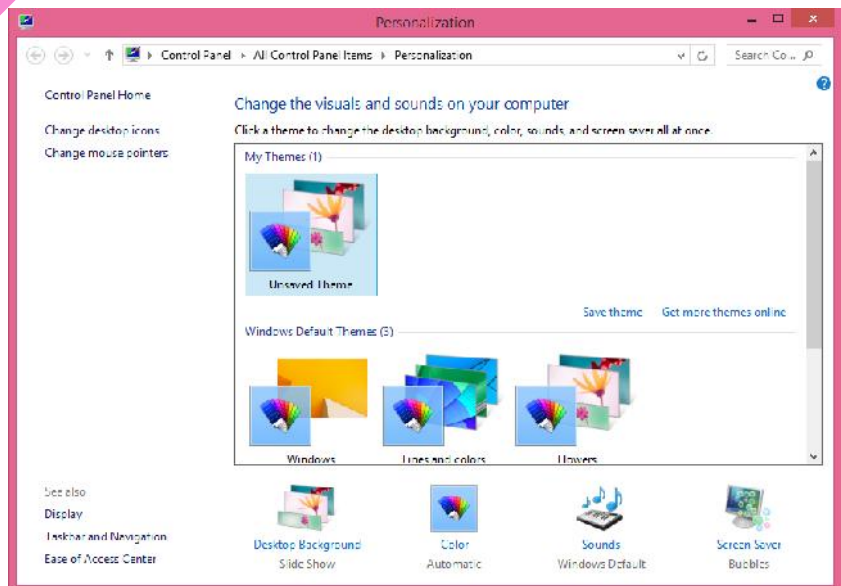 Personalization
Control Panel All Control Panel Items Personalization Search Co...
Control Panel Home
Change desktop icons
Change mouse pointers
Change the visuals and sounds on your computer
Click a theme to change the desktop background, color, sounds, and screen saver all at once.
My Themes (1)
Unsaved Theme
Save theme Get more themes online
Windows Default Themes (3)
Windows Lines and colors Flowers
See also
Display
Taskbar and Navigation
Ease of Access Center
Desktop Background
Slide Show
Color
Automatic
Sounds
Windows Default
Screen Saver
Bubbles